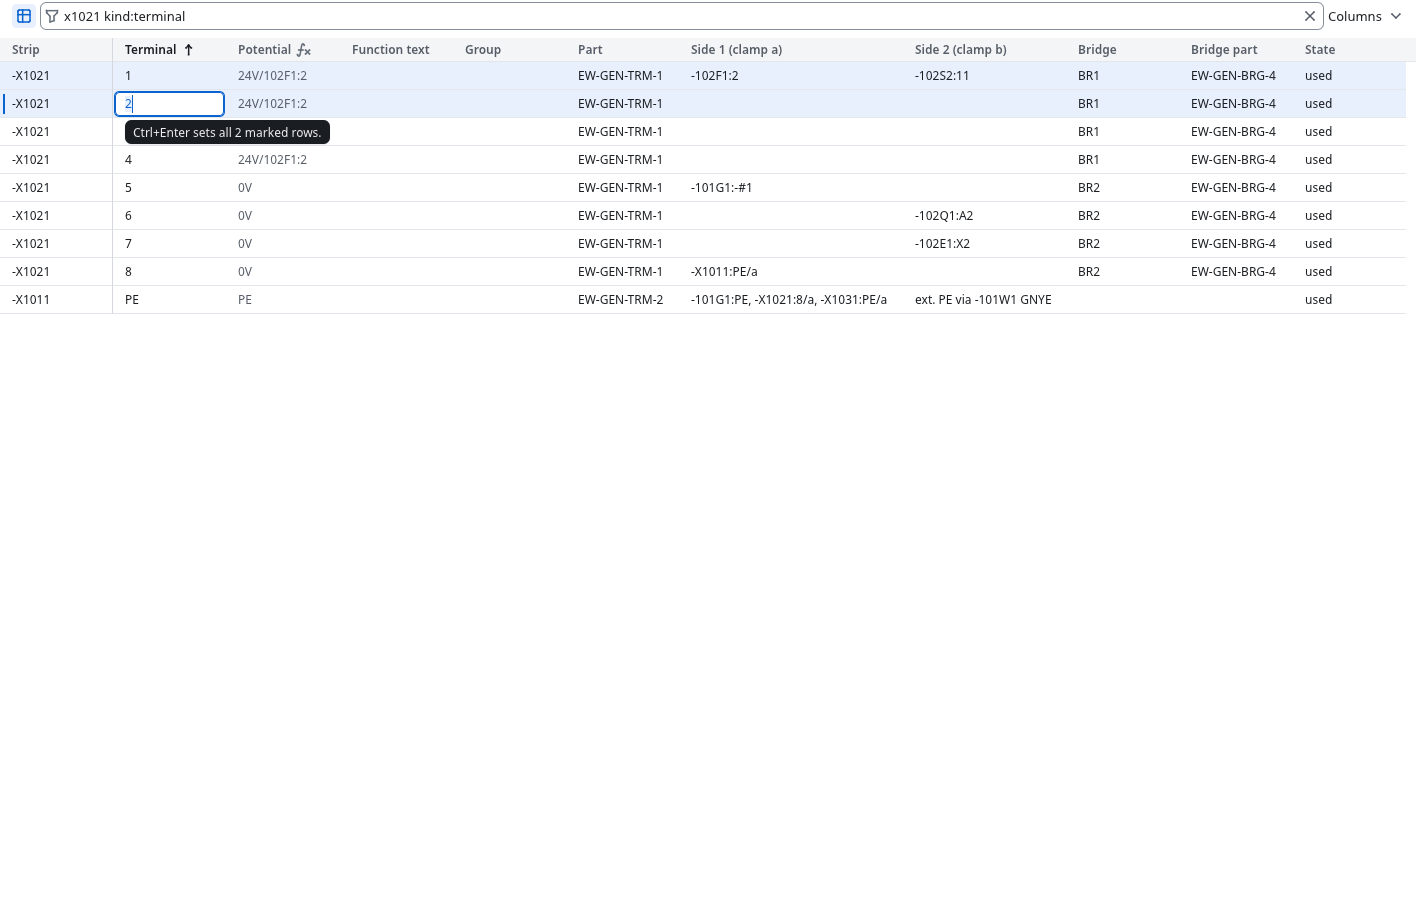 x1021 kind:terminal Columns
Strip Terminal ↑ Potential fx Function text Group Part Side 1 (clamp a) Side 2 (clamp b) Bridge Bridge part State
-X1021 1 24V/102F1:2 EW-GEN-TRM-1 -102F1:2 -102S2:11 BR1 EW-GEN-BRG-4 used
-X1021 2 24V/102F1:2 EW-GEN-TRM-1 BR1 EW-GEN-BRG-4 used
-X1021 Ctrl+Enter sets all 2 marked rows. EW-GEN-TRM-1 BR1 EW-GEN-BRG-4 used
-X1021 4 24V/102F1:2 EW-GEN-TRM-1 BR1 EW-GEN-BRG-4 used
-X1021 5 0V EW-GEN-TRM-1 -101G1:-#1 BR2 EW-GEN-BRG-4 used
-X1021 6 0V EW-GEN-TRM-1 -102Q1:A2 BR2 EW-GEN-BRG-4 used
-X1021 7 0V EW-GEN-TRM-1 -102E1:X2 BR2 EW-GEN-BRG-4 used
-X1021 8 0V EW-GEN-TRM-1 -X1011:PE/a BR2 EW-GEN-BRG-4 used
-X1011 PE PE EW-GEN-TRM-2 -101G1:PE, -X1021:8/a, -X1031:PE/a ext. PE via -101W1 GNYE used